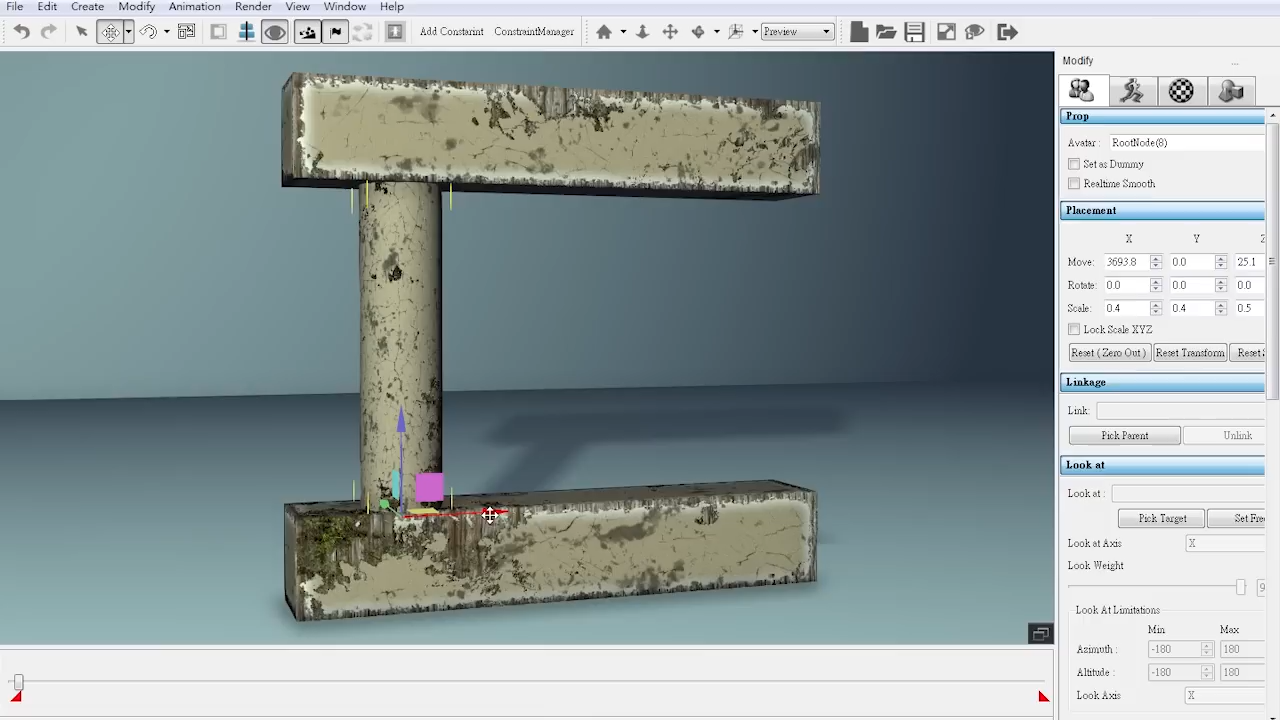 File Edit Create Modify Animation Render View Window Help
Add Constraint ConstraintManager Preview
Modify ...
Prop
Avatar : RootNode(8)
Set as Dummy
Realtime Smooth
Placement
X Y Z
Move: 3693.8 0.0 25.1
Rotate: 0.0 0.0 0.0
Scale: 0.4 0.4 0.5
Lock Scale XYZ
Reset (Zero Out) Reset Transform Reset
Linkage
Link:
Pick Parent Unlink
Look at
Look at :
Pick Target Set Fre
Look at Axis X
Look Weight
9
Look At Limitations
Min Max
Azimuth: -180 180
Altitude : -180 180
Look Axis X